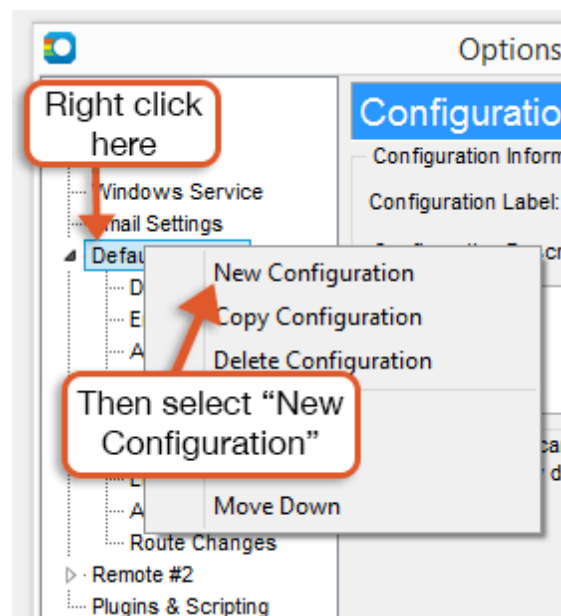 Options
Right click
here
Configuratio
Configuration Inform
Windows Service
Configuration Label:
mail Settings
Defau
New Configuration
D
Copy Configuration
E
A
Delete Configuration
Then select “New
Configuration”
A
Move Down
Route Changes
Remote #2
Plugins & Scripting